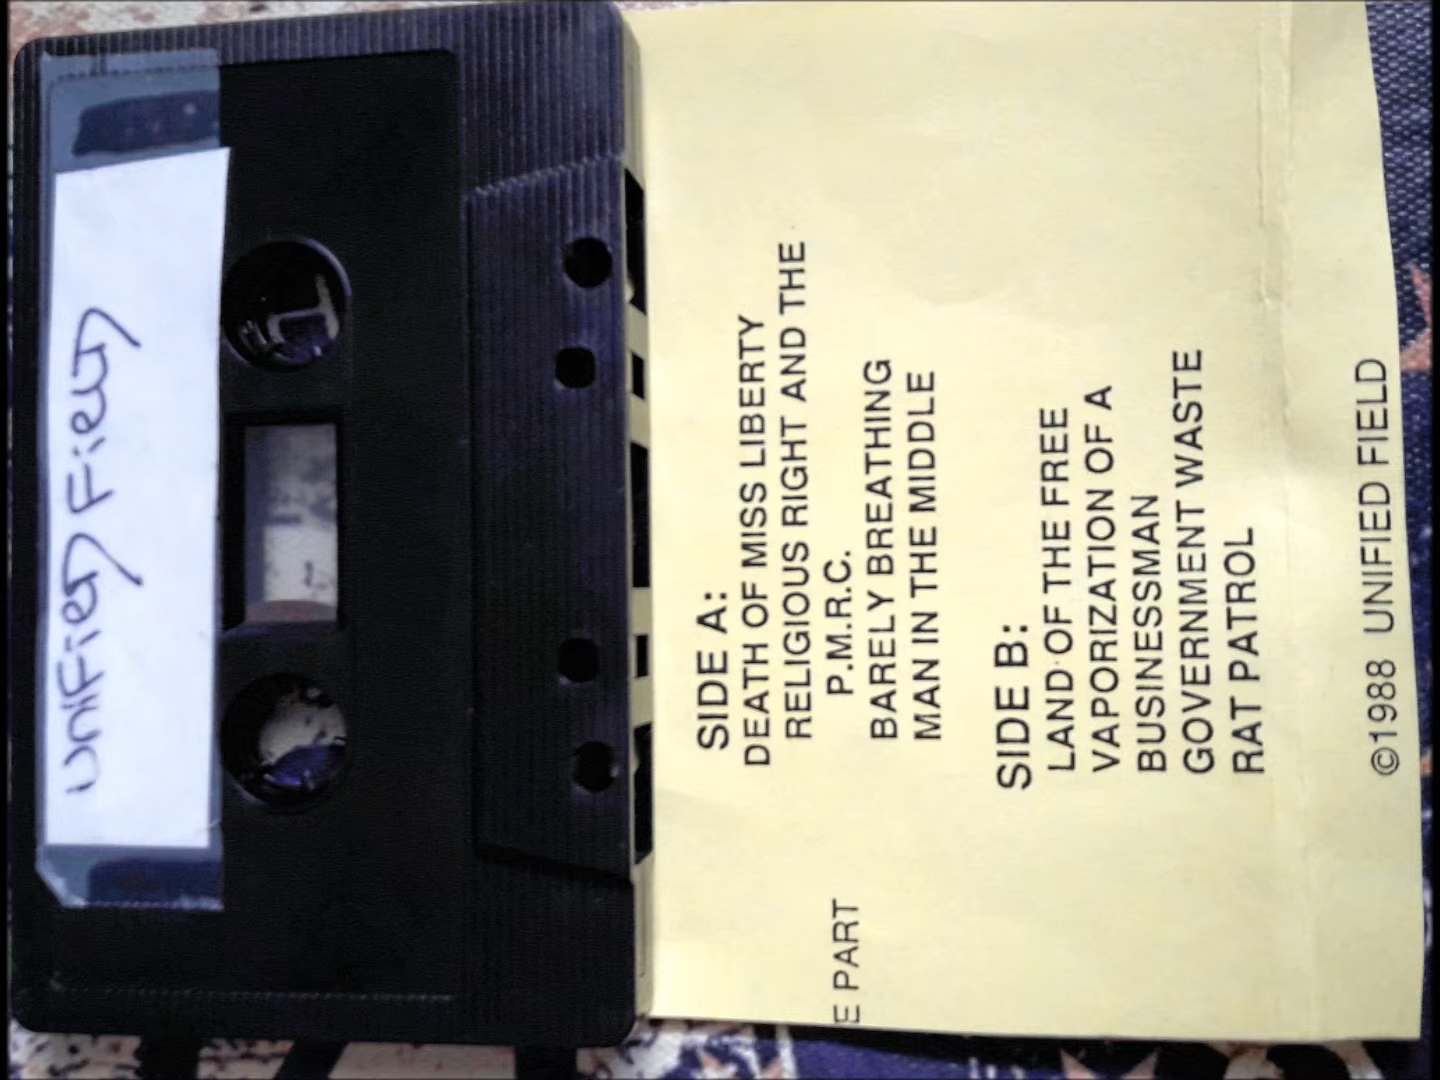 Unified Field
SIDE A:
DEATH OF MISS LIBERTY
RELIGIOUS RIGHT AND THE
P.M.R.C.
BARELY BREATHING
MAN IN THE MIDDLE
SIDE B:
LAND OF THE FREE
VAPORIZATION OF A
BUSINESSMAN
GOVERNMENT WASTE
RAT PATROL
©1988 UNIFIED FIELD
E PART